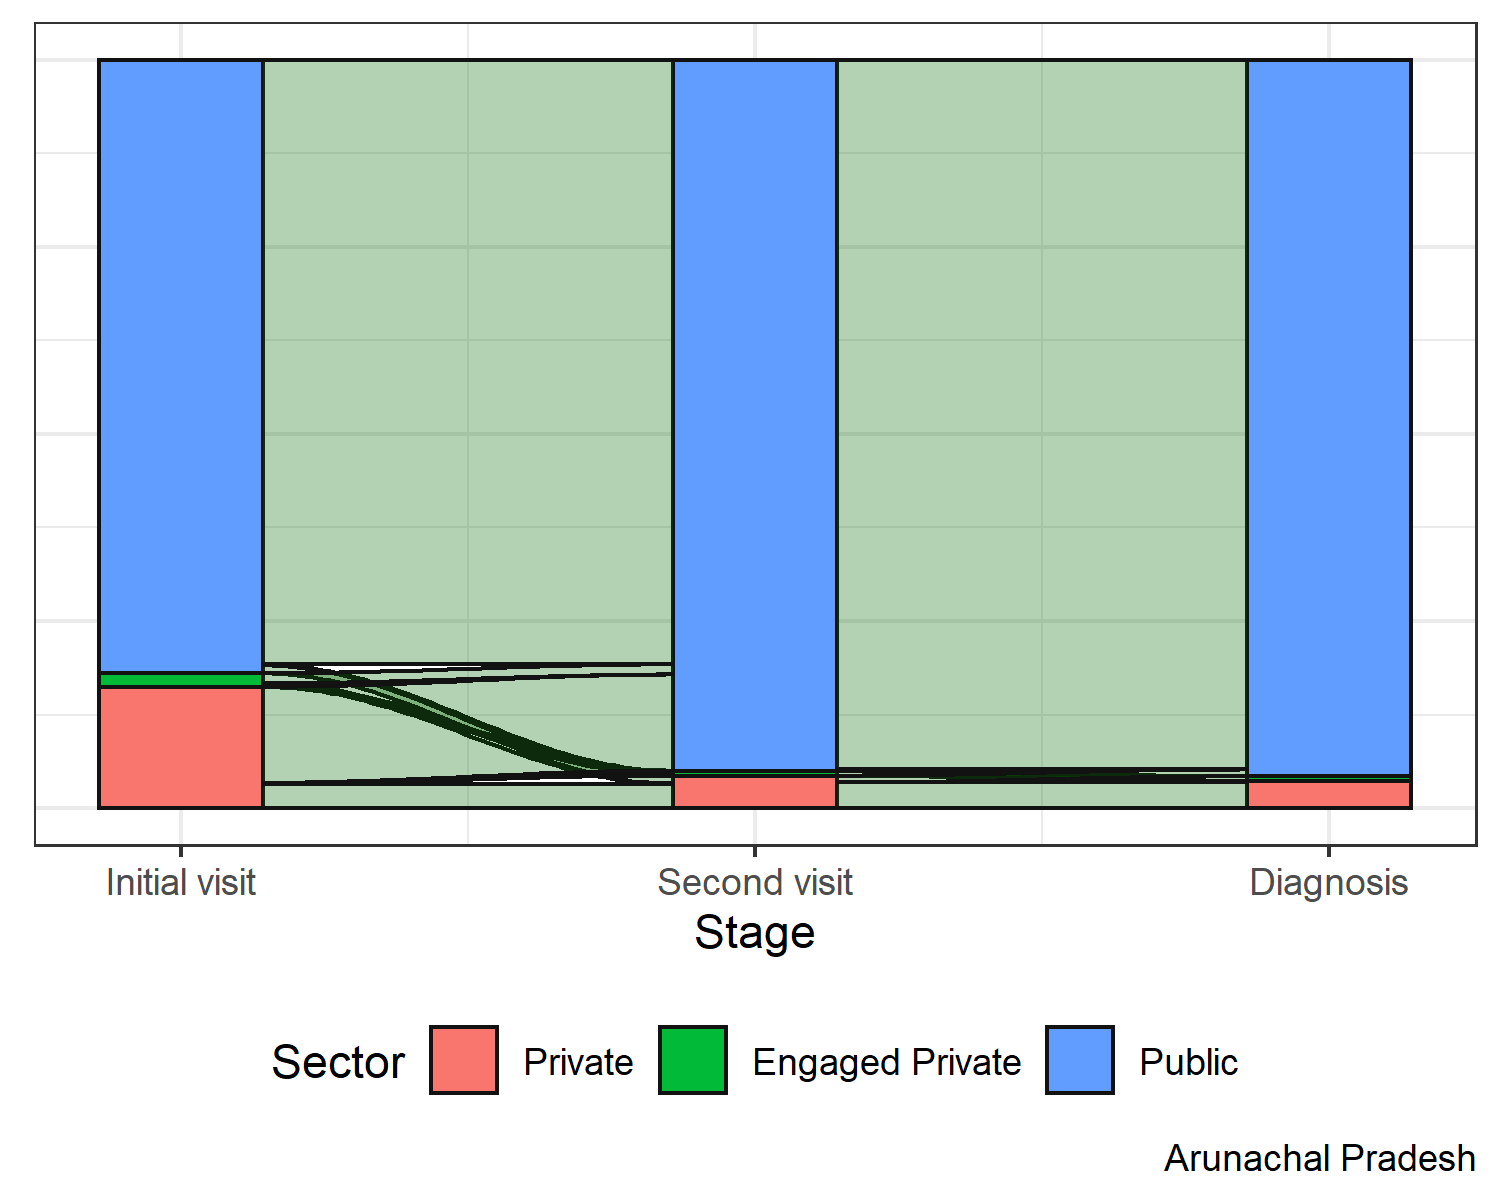 Initial visit Second visit Diagnosis
Stage
Sector Private Engaged Private Public
Arunachal Pradesh